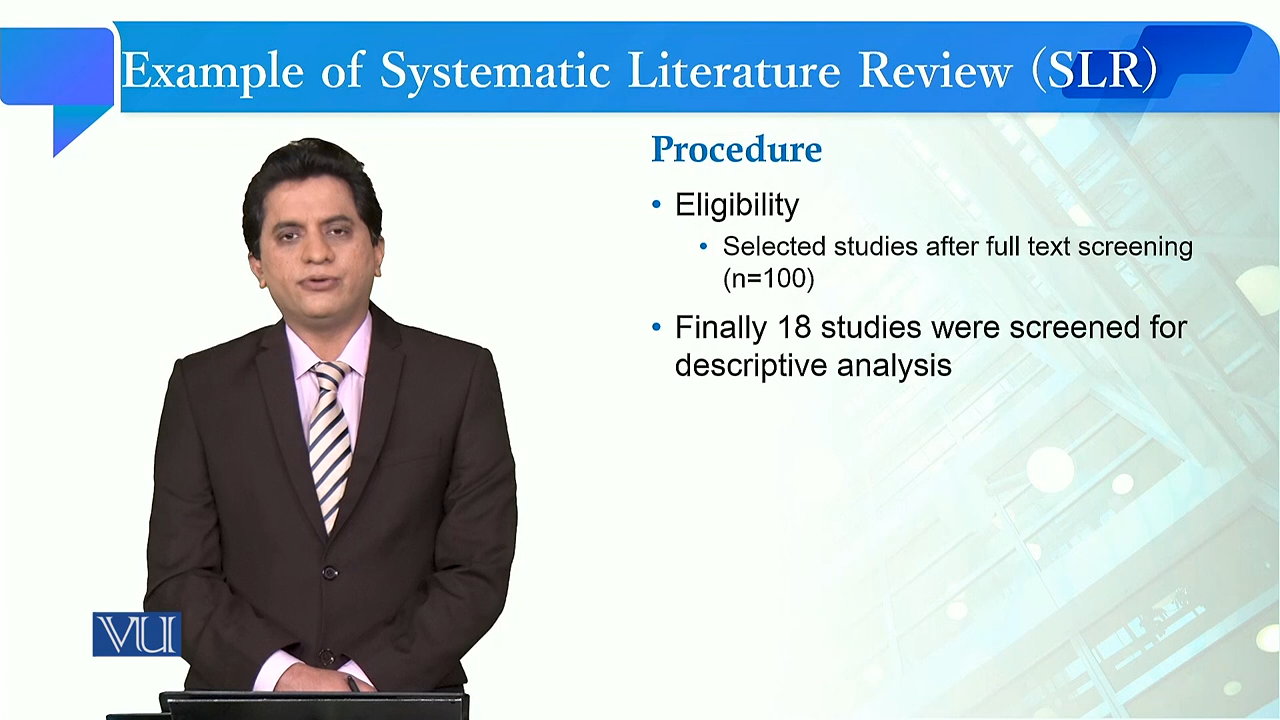 Example of Systematic Literature Review (SLR)
Procedure
• Eligibility
• Selected studies after full text screening
(n=100)
• Finally 18 studies were screened for
descriptive analysis
VU